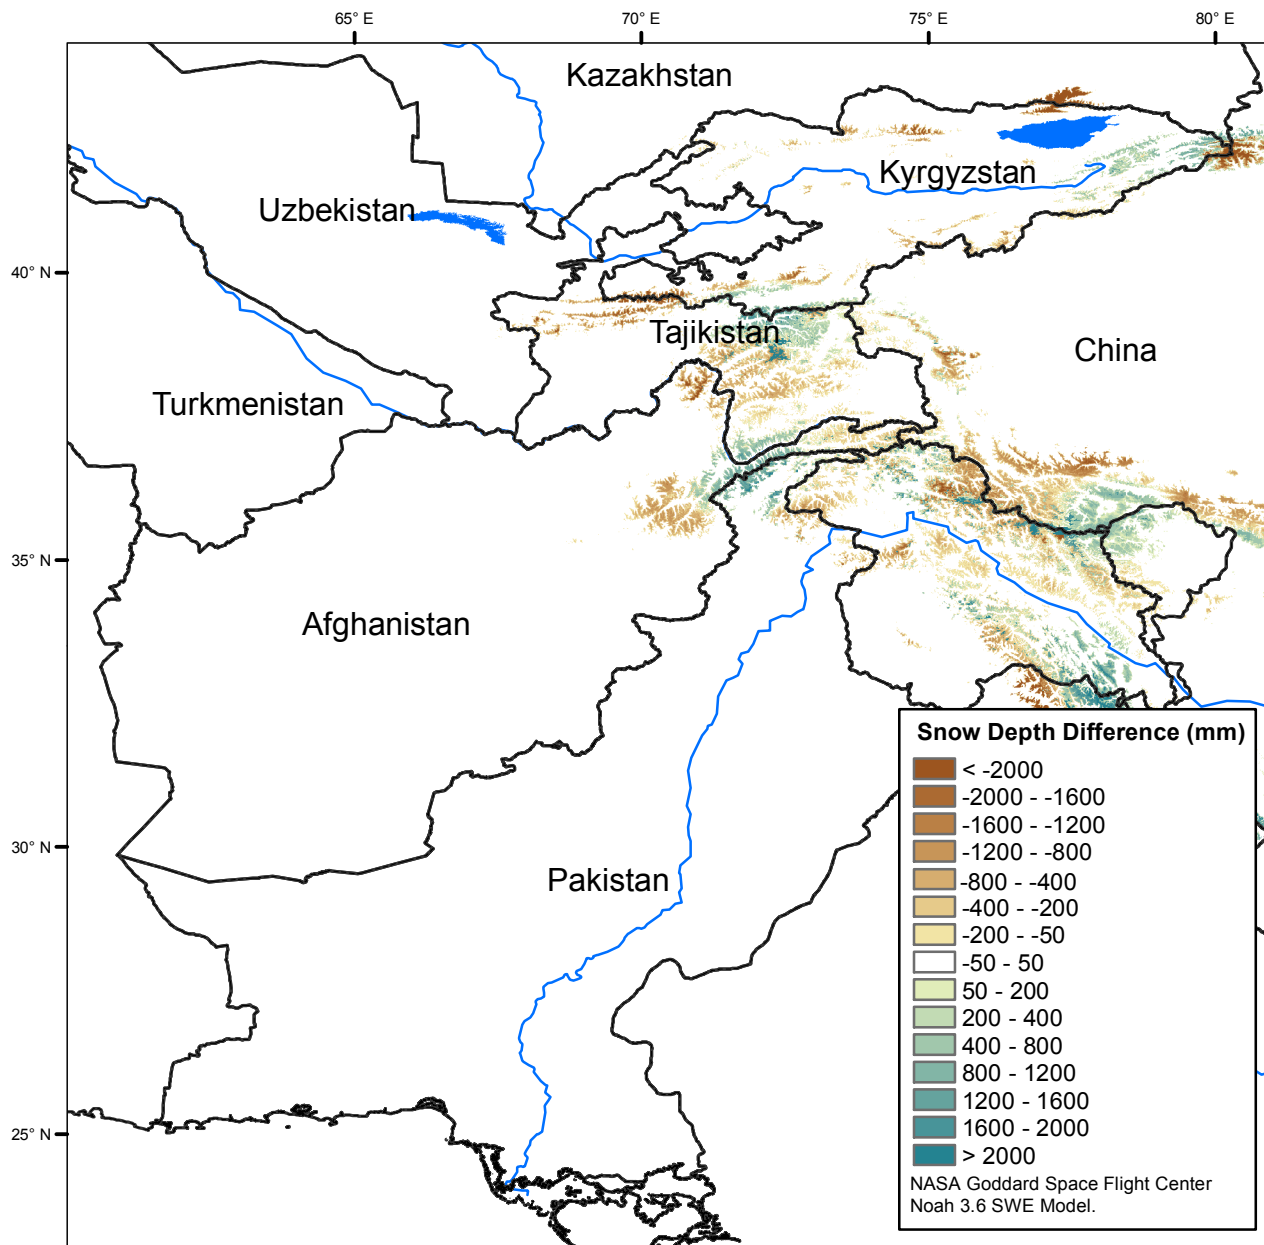 65° E 70° E 75° E 80° E
Kazakhstan
Kyrgyzstan
Uzbekistan
40° N
Tajikistan
China
Turkmenistan
35° N
Afghanistan
Snow Depth Difference (mm)
< -2000
-2000 - -1600
-1600 - -1200
30° N
-1200 - -800
Pakistan
-800 - -400
-400 - -200
-200 - -50
-50 - 50
50 - 200
200 - 400
400 - 800
800 - 1200
1200 - 1600
25° N
1600 - 2000
> 2000
NASA Goddard Space Flight Center
Noah 3.6 SWE Model.